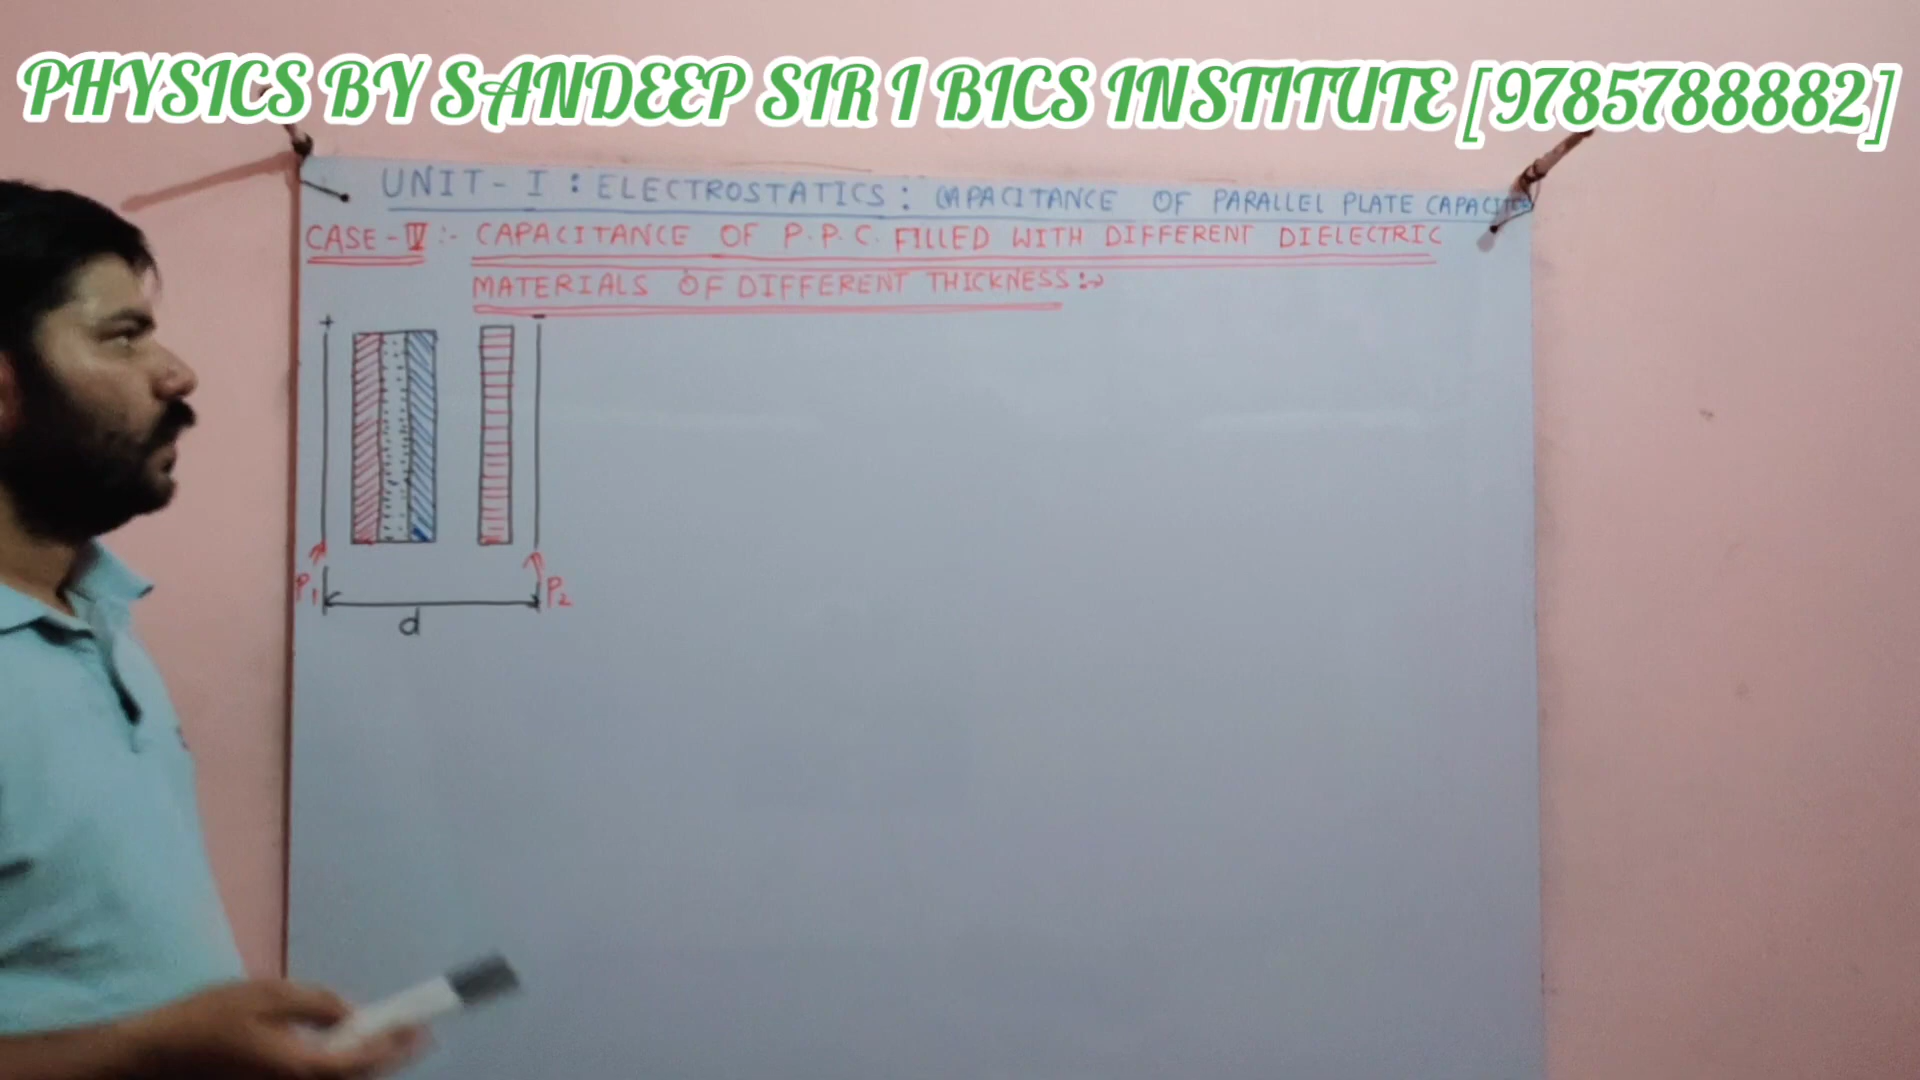 PHYSICS BY SANDEEP SIR I BICS INSTITUTE [9785788882]
UNIT - I : ELECTROSTATICS : CAPACITANCE OF PARALLEL PLATE CAPACITOR
CASE - IV :- CAPACITANCE OF P.P.C. FILLED WITH DIFFERENT DIELECTRIC
MATERIALS OF DIFFERENT THICKNESS :-
+ -
P1 P2
d